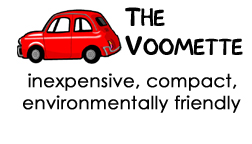 THE
VOOMETTE
inexpensive, compact,
environmentally friendly